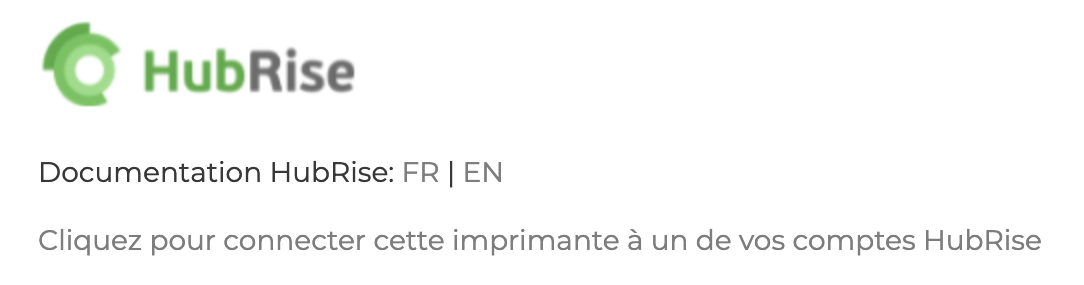 HubRise
Documentation HubRise: FR | EN
Cliquez pour connecter cette imprimante à un de vos comptes HubRise